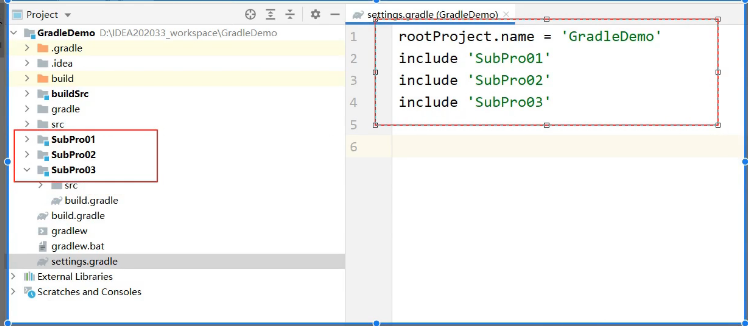 Project
GradleDemo D:\IDEA202033_workspace\GradleDemo
.gradle
.idea
build
buildSrc
gradle
src
SubPro01
SubPro02
SubPro03
src
build.gradle
build.gradle
gradlew
gradlew.bat
settings.gradle
External Libraries
Scratches and Consoles
settings.gradle (GradleDemo)
1 rootProject.name = 'GradleDemo'
2 include 'SubPro01'
3 include 'SubPro02'
4 include 'SubPro03'
5
6